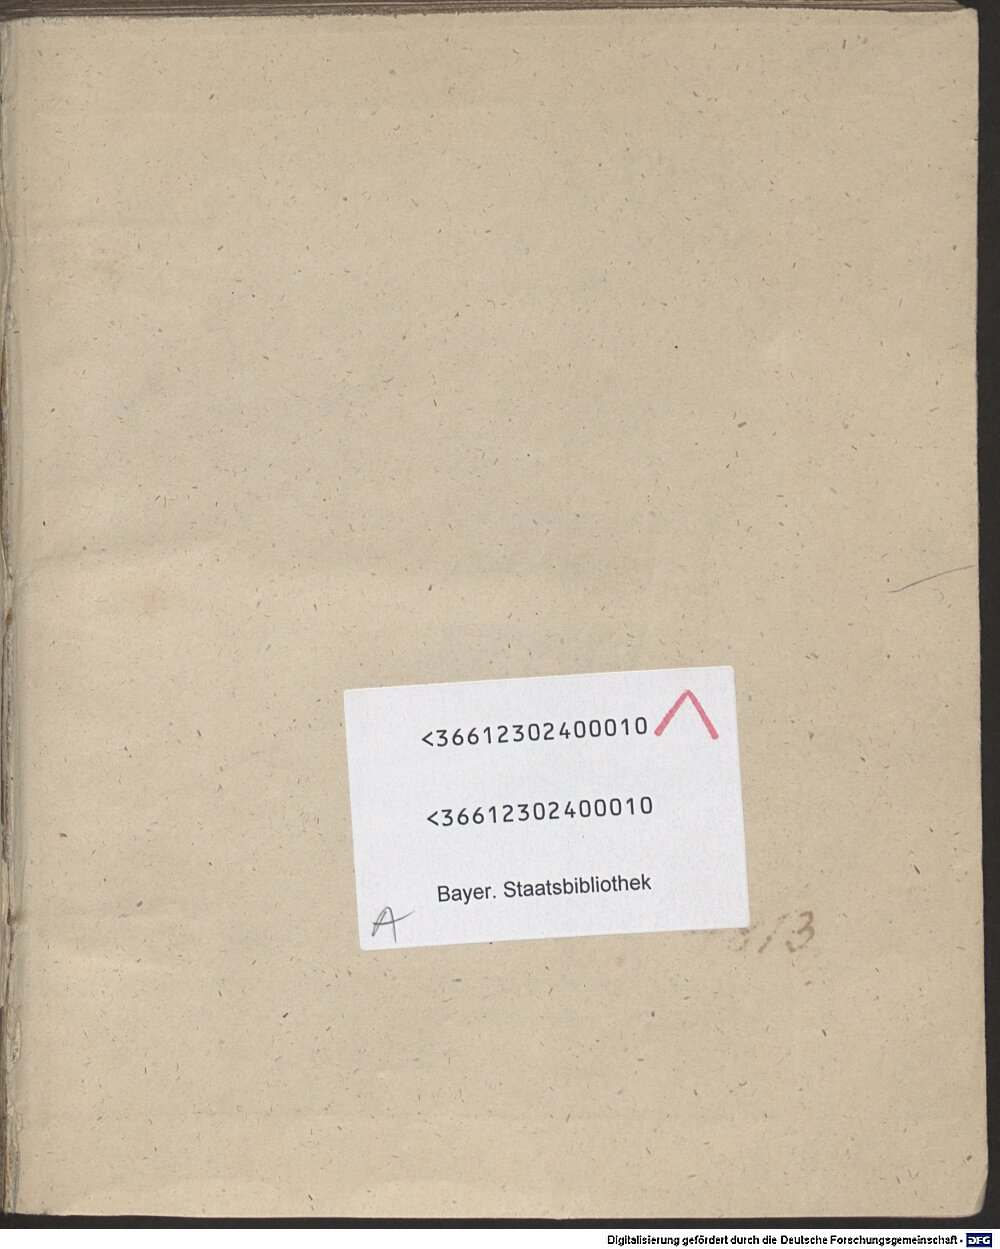 <36612302400010
<36612302400010
Bayer. Staatsbibliothek
A
Digitalisierung gefördert durch die Deutsche Forschungsgemeinschaft - DFG